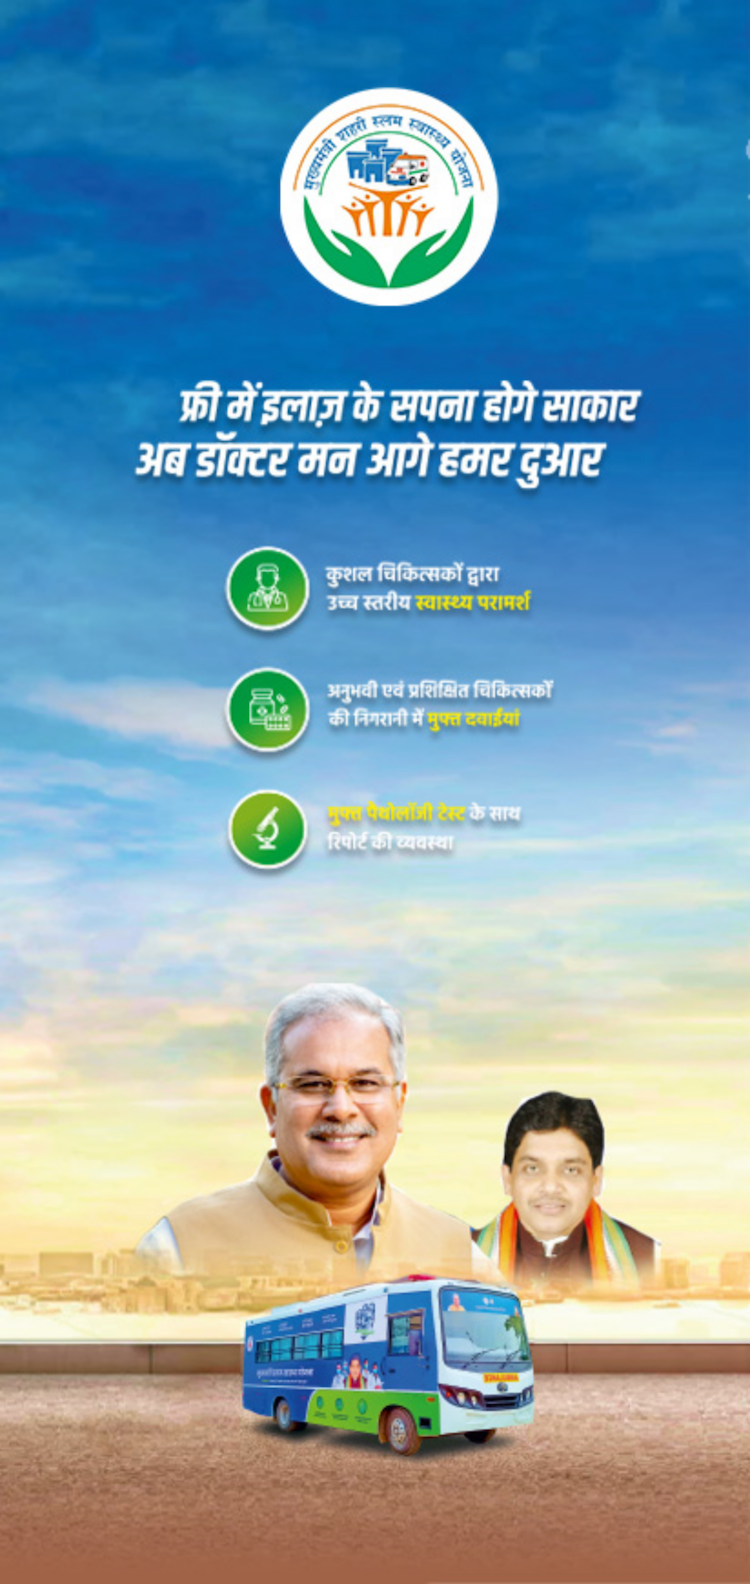 मुख्यमंत्री शहरी स्लम स्वास्थ्य योजना
फ्री में इलाज़ के सपना होगे साकार
अब डॉक्टर मन आगे हमर दुआर
कुशल चिकित्सकों द्वारा
उच्च स्तरीय स्वास्थ्य परामर्श
अनुभवी एवं प्रशिक्षित चिकित्सकों
की निगरानी में मुफ्त दवाईयां
मुफ्त पैथोलॉजी टेस्ट के साथ
रिपोर्ट की व्यवस्था